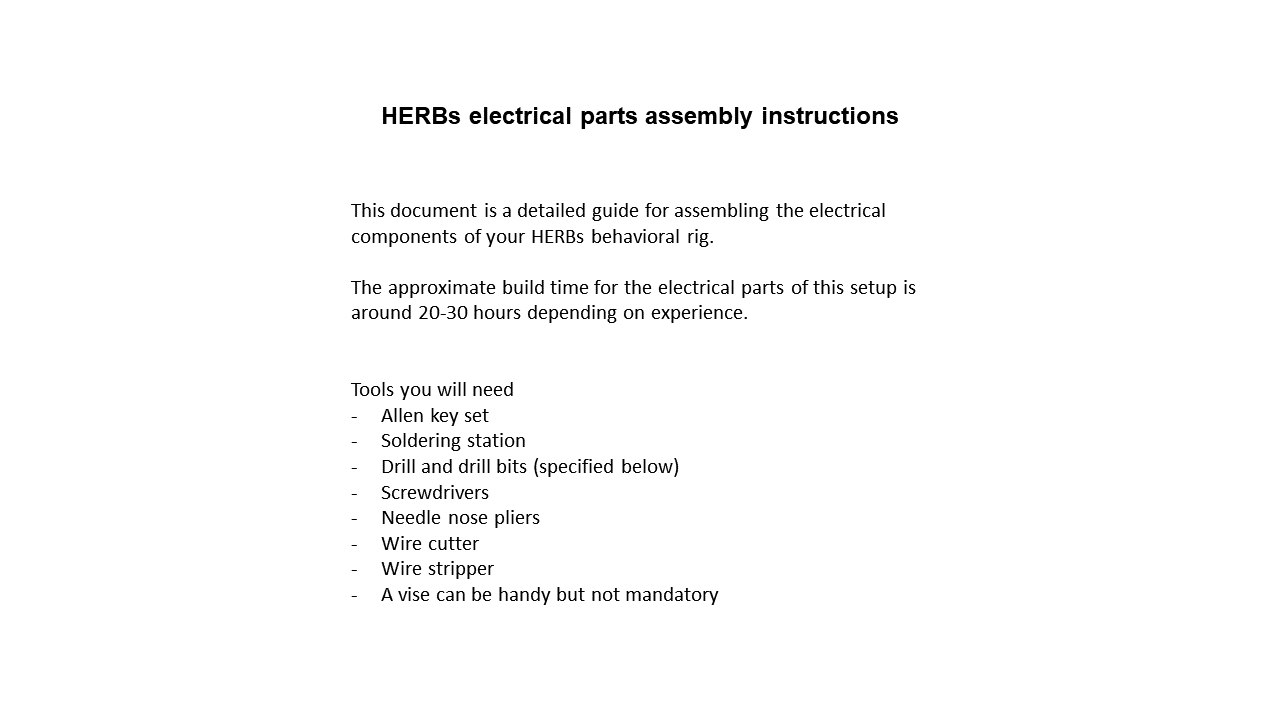 HERBs electrical parts assembly instructions
This document is a detailed guide for assembling the electrical
components of your HERBs behavioral rig.
The approximate build time for the electrical parts of this setup is
around 20-30 hours depending on experience.
Tools you will need
- Allen key set
- Soldering station
- Drill and drill bits (specified below)
- Screwdrivers
- Needle nose pliers
- Wire cutter
- Wire stripper
- A vise can be handy but not mandatory